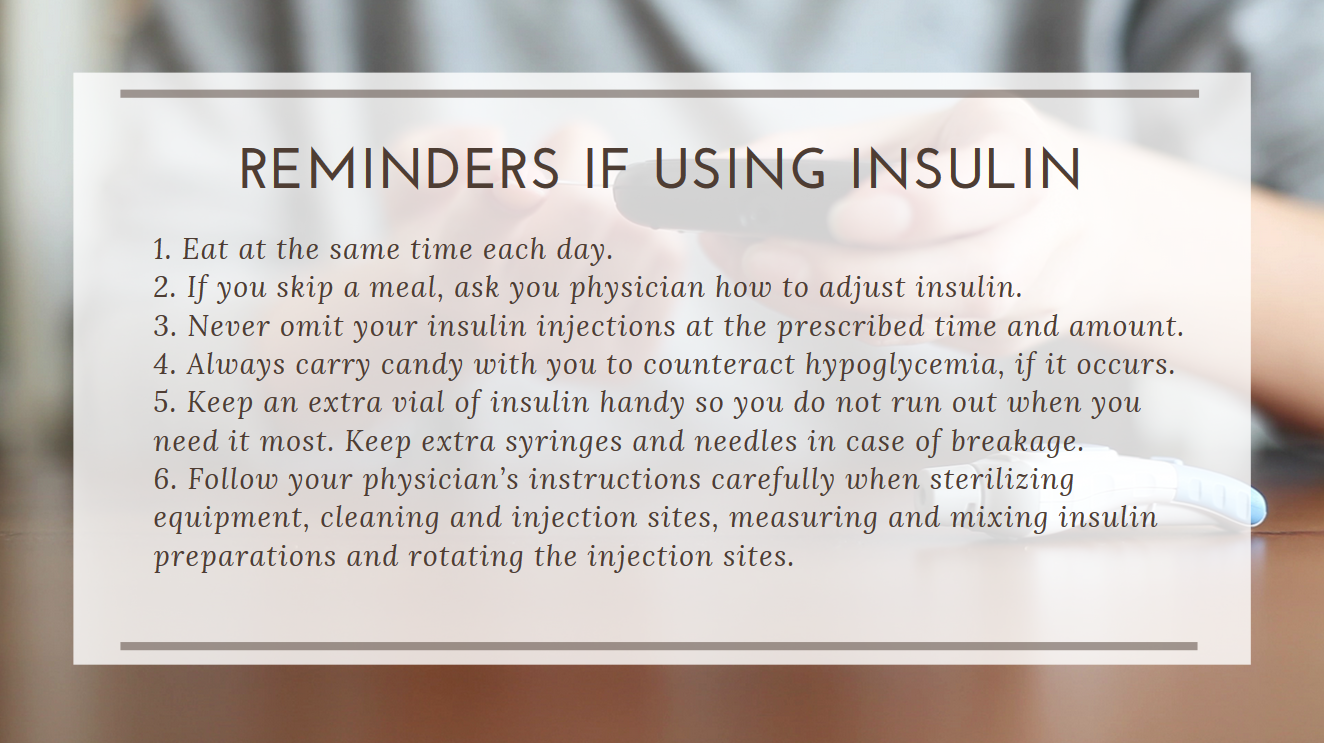 REMINDERS IF USING INSULIN
1. Eat at the same time each day.
2. If you skip a meal, ask you physician how to adjust insulin.
3. Never omit your insulin injections at the prescribed time and amount.
4. Always carry candy with you to counteract hypoglycemia, if it occurs.
5. Keep an extra vial of insulin handy so you do not run out when you
need it most. Keep extra syringes and needles in case of breakage.
6. Follow your physician’s instructions carefully when sterilizing
equipment, cleaning and injection sites, measuring and mixing insulin
preparations and rotating the injection sites.